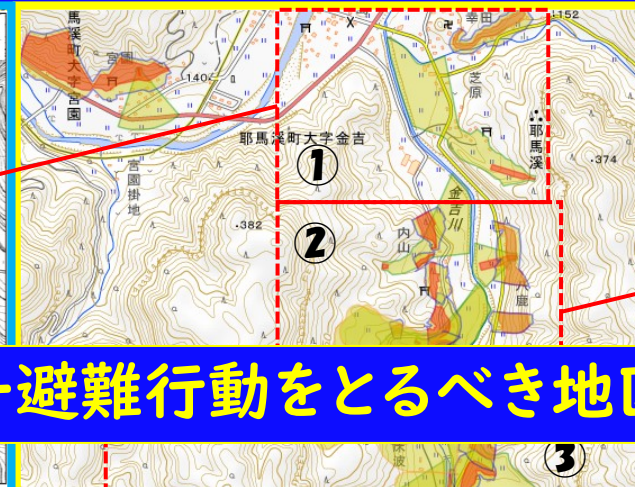 馬溪町大字宮園
宮園
140
幸田
152
芝原
耶馬溪町大字金吉
①
耶馬溪
374
宮園掛地
382
②
金吉川
内山
避難行動をとるべき地
③